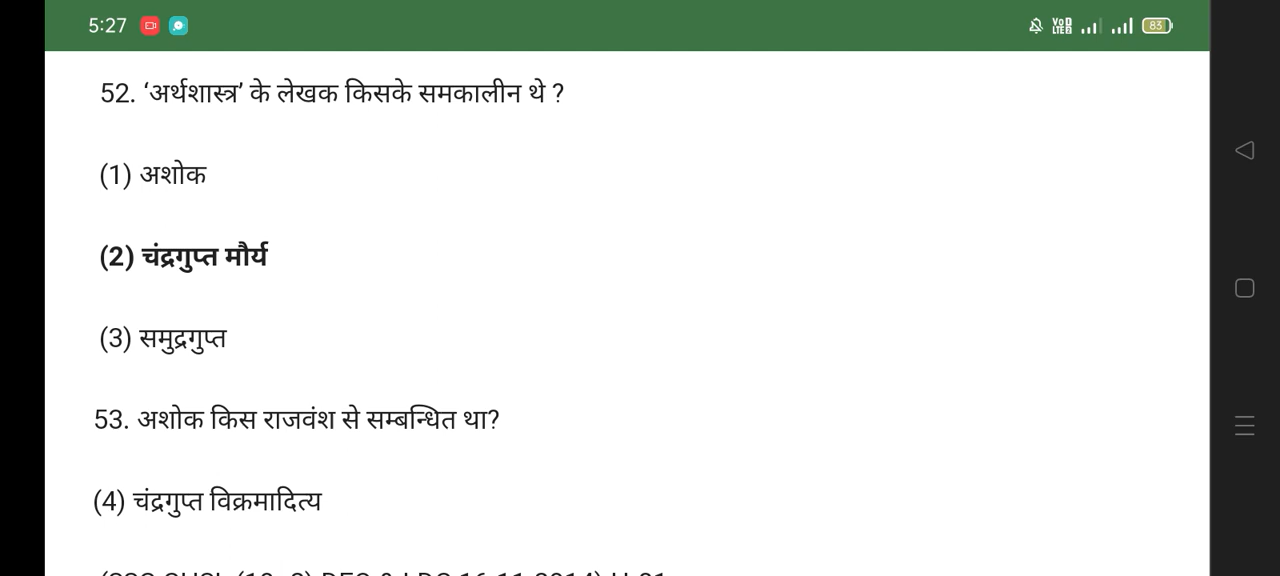 5:27
83
52. ‘अर्थशास्त्र’ के लेखक किसके समकालीन थे ?
(1) अशोक
(2) चंद्रगुप्त मौर्य
(3) समुद्रगुप्त
53. अशोक किस राजवंश से सम्बन्धित था?
(4) चंद्रगुप्त विक्रमादित्य